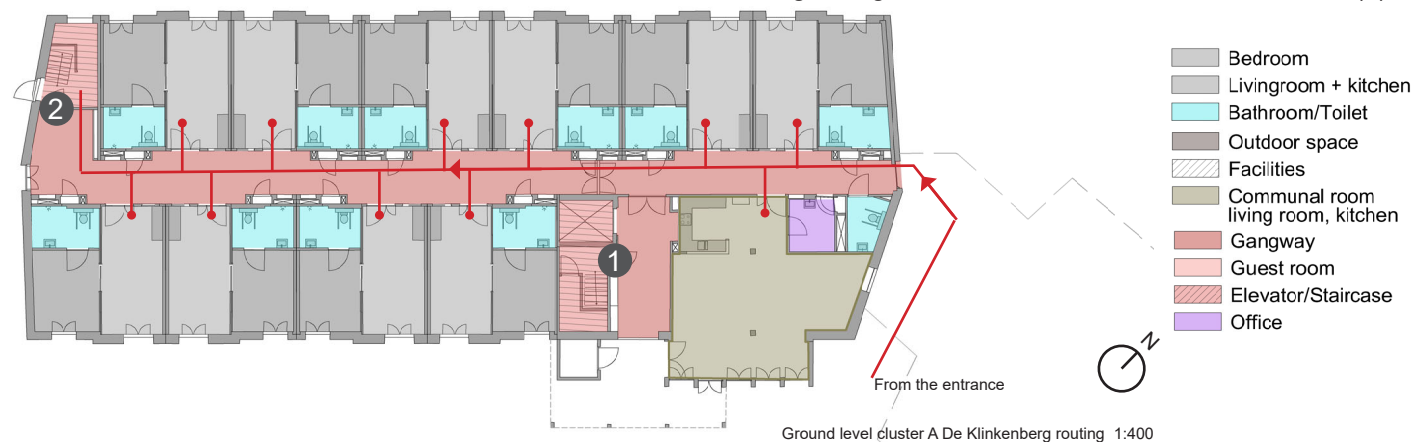 2
1
Bedroom
Livingroom + kitchen
Bathroom/Toilet
Outdoor space
Facilities
Communal room
living room, kitchen
Gangway
Guest room
Elevator/Staircase
Office
N
From the entrance
Ground level cluster A De Klinkenberg routing 1:400